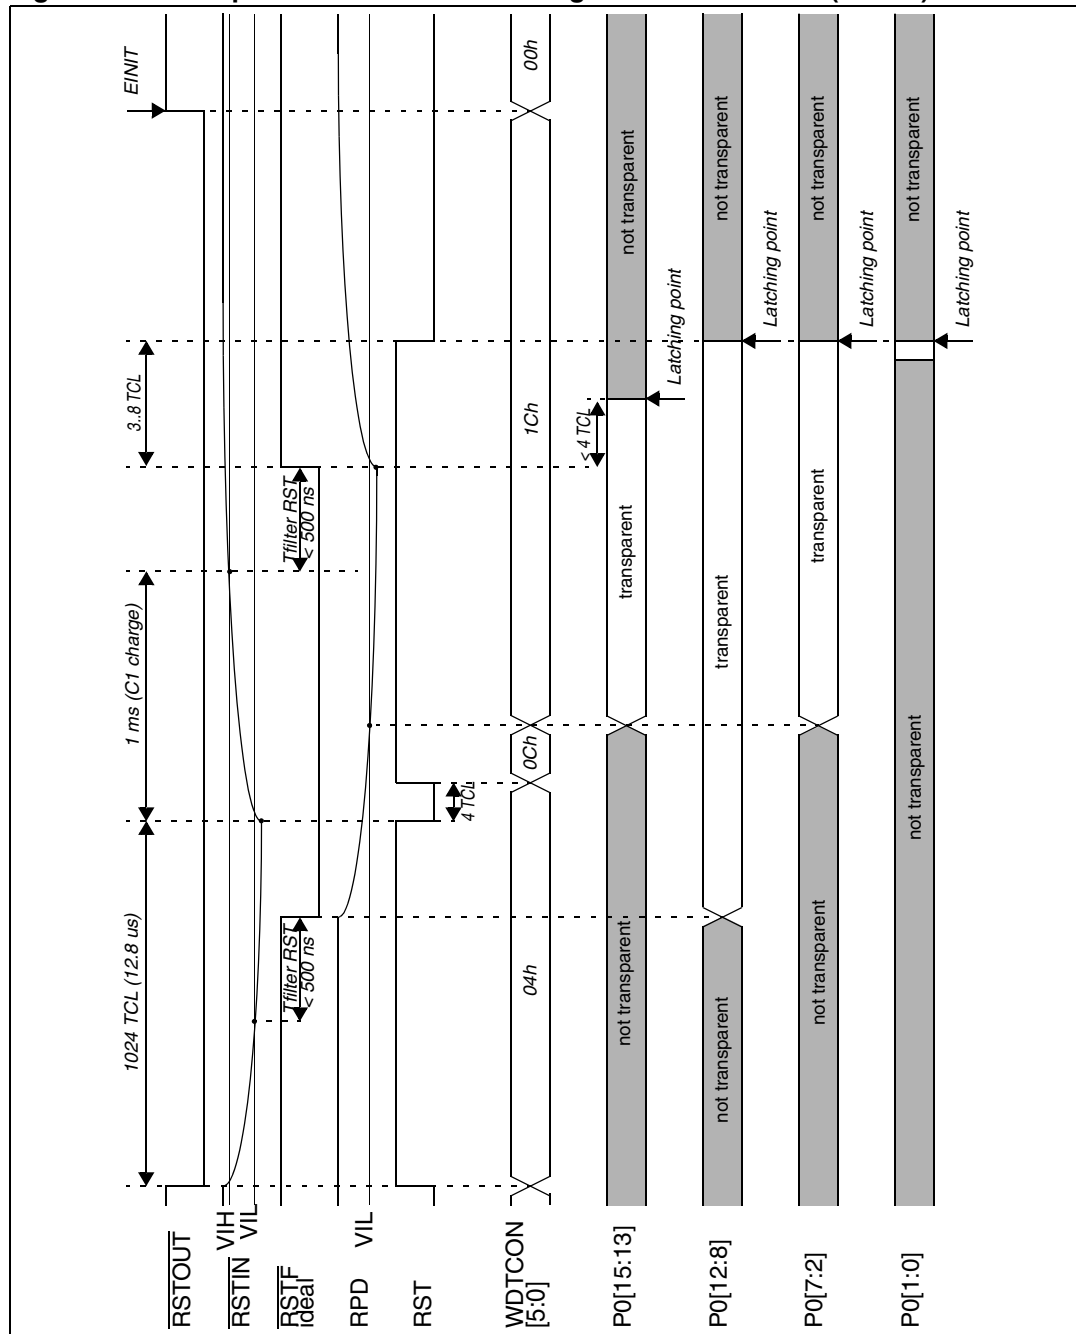 EINIT
1024 TCL (12.8 us)
1 ms (C1 charge)
3..8 TCL
RSTOUT
RSTIN
VIH
VIL
RSTF
ideal
Tfilter RST
< 500 ns
Tfilter RST
< 500 ns
RPD
VIL
RST
4 TCL
WDTCON
[5:0]
04h
0Ch
1Ch
00h
< 4 TCL
P0[15:13]
not transparent
transparent
not transparent
Latching point
P0[12:8]
not transparent
transparent
not transparent
Latching point
P0[7:2]
not transparent
transparent
not transparent
Latching point
P0[1:0]
not transparent
not transparent
Latching point